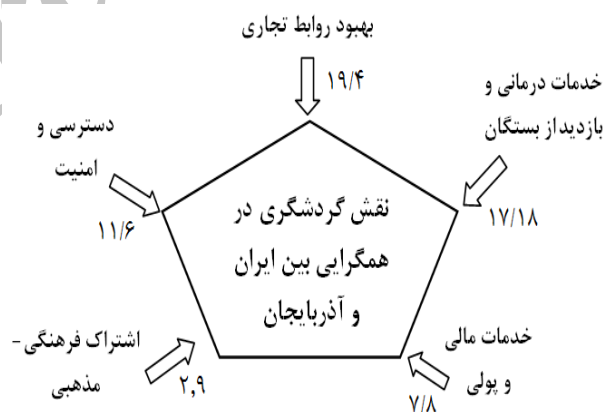 بهبود روابط تجاری
۱۹/۴
خدمات درمانی و
بازدیداز بستگان
۱۷/۱۸
دسترسی و
امنیت
۱۱/۶
نقش گردشگری در
همگرایی بین ایران
و آذربایجان
اشتراک فرهنگی-
مذهبی
۲,۹
خدمات مالی
و پولی
۷/۸